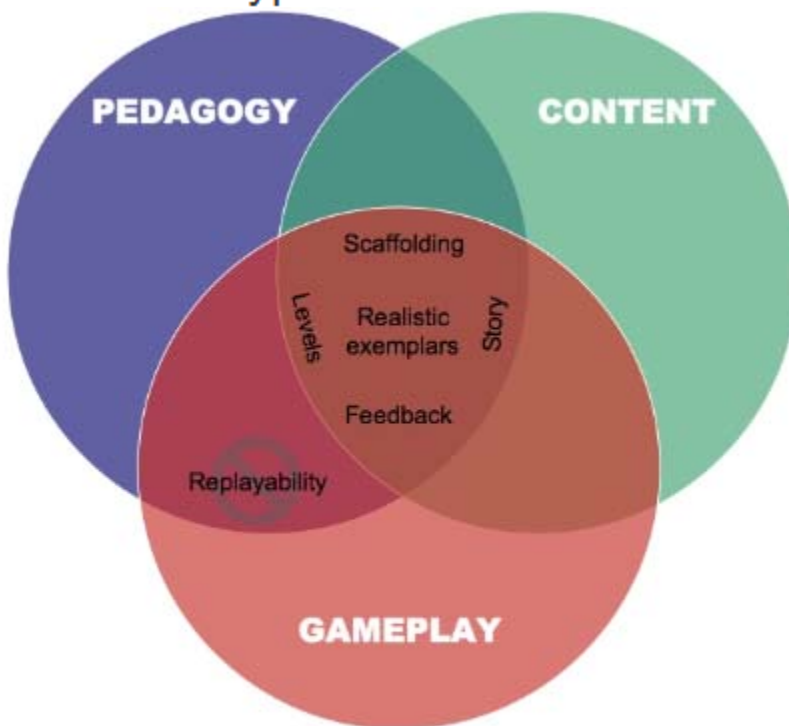 PEDAGOGY
CONTENT
Scaffolding
Levels
Realistic
exemplars
Story
Feedback
Replayability
GAMEPLAY